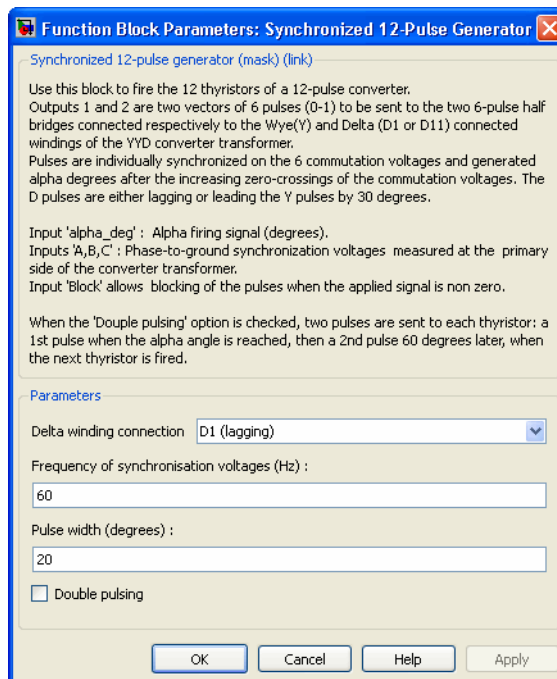 Function Block Parameters: Synchronized 12-Pulse Generator
Synchronized 12-pulse generator (mask) (link)
Use this block to fire the 12 thyristors of a 12-pulse converter.
Outputs 1 and 2 are two vectors of 6 pulses (0-1) to be sent to the two 6-pulse half
bridges connected respectively to the Wye(Y) and Delta (D1 or D11) connected
windings of the YYD converter transformer.
Pulses are individually synchronized on the 6 commutation voltages and generated
alpha degrees after the increasing zero-crossings of the commutation voltages. The
D pulses are either lagging or leading the Y pulses by 30 degrees.
Input 'alpha_deg' : Alpha firing signal (degrees).
Inputs 'A,B,C' : Phase-to-ground synchronization voltages measured at the primary
side of the converter transformer.
Input 'Block' allows blocking of the pulses when the applied signal is non zero.
When the 'Douple pulsing' option is checked, two pulses are sent to each thyristor: a
1st pulse when the alpha angle is reached, then a 2nd pulse 60 degrees later, when
the next thyristor is fired.
Parameters
Delta winding connection D1 (lagging)
Frequency of synchronisation voltages (Hz) :
60
Pulse width (degrees) :
20
Double pulsing
OK Cancel Help Apply